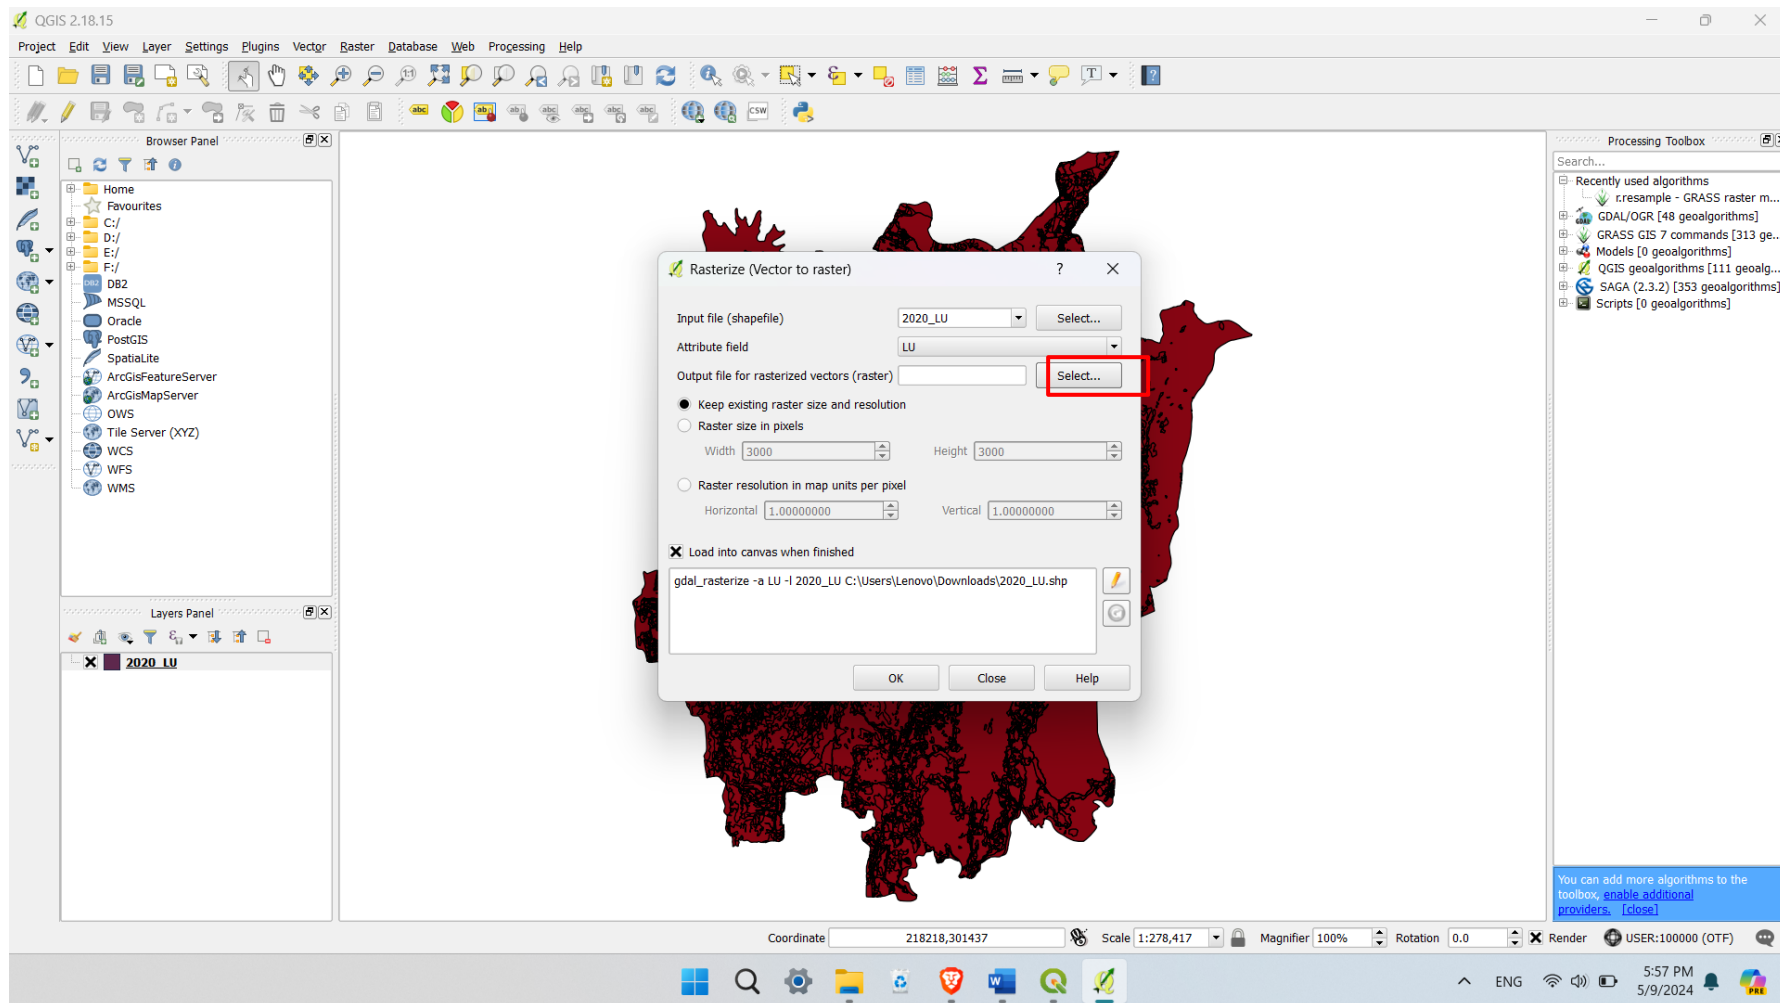 QGIS 2.18.15
Project Edit View Layer Settings Plugins Vector Raster Database Web Processing Help
Browser Panel
Home
Favourites
C:/
D:/
E:/
F:/
DB2
MSSQL
Oracle
PostGIS
SpatiaLite
ArcGisFeatureServer
ArcGisMapServer
OWS
Tile Server (XYZ)
WCS
WFS
WMS
Layers Panel
2020_LU
Rasterize (Vector to raster)
Input file (shapefile) 2020_LU Select...
Attribute field LU
Output file for rasterized vectors (raster) Select...
Keep existing raster size and resolution
Raster size in pixels
Width 3000 Height 3000
Raster resolution in map units per pixel
Horizontal 1.00000000 Vertical 1.00000000
Load into canvas when finished
gdal_rasterize -a LU -l 2020_LU C:\Users\Lenovo\Downloads\2020_LU.shp
OK Close Help
Processing Toolbox
Search...
Recently used algorithms
r.resample - GRASS raster m...
GDAL/OGR [48 geoalgorithms]
GRASS GIS 7 commands [313 ge...
Models [0 geoalgorithms]
QGIS geoalgorithms [111 geoalg...
SAGA (2.3.2) [353 geoalgorithms]
Scripts [0 geoalgorithms]
You can add more algorithms to the
toolbox, enable additional
providers. [close]
Coordinate 218218,301437 Scale 1:278,417 Magnifier 100% Rotation 0.0 Render USER:100000 (OTF)
ENG 5:57 PM
5/9/2024